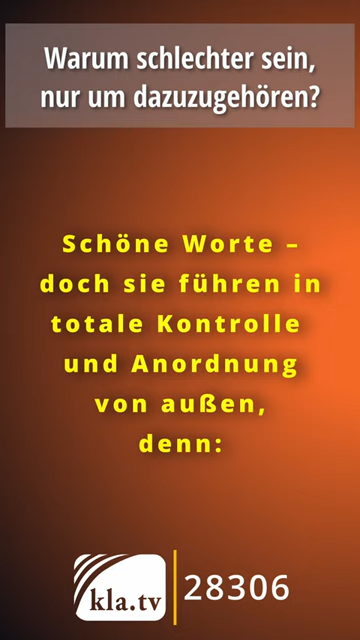 Warum schlechter sein,
nur um dazuzugehören?
Schöne Worte –
doch sie führen in
totale Kontrolle
und Anordnung
von außen,
denn:
kla.tv
28306